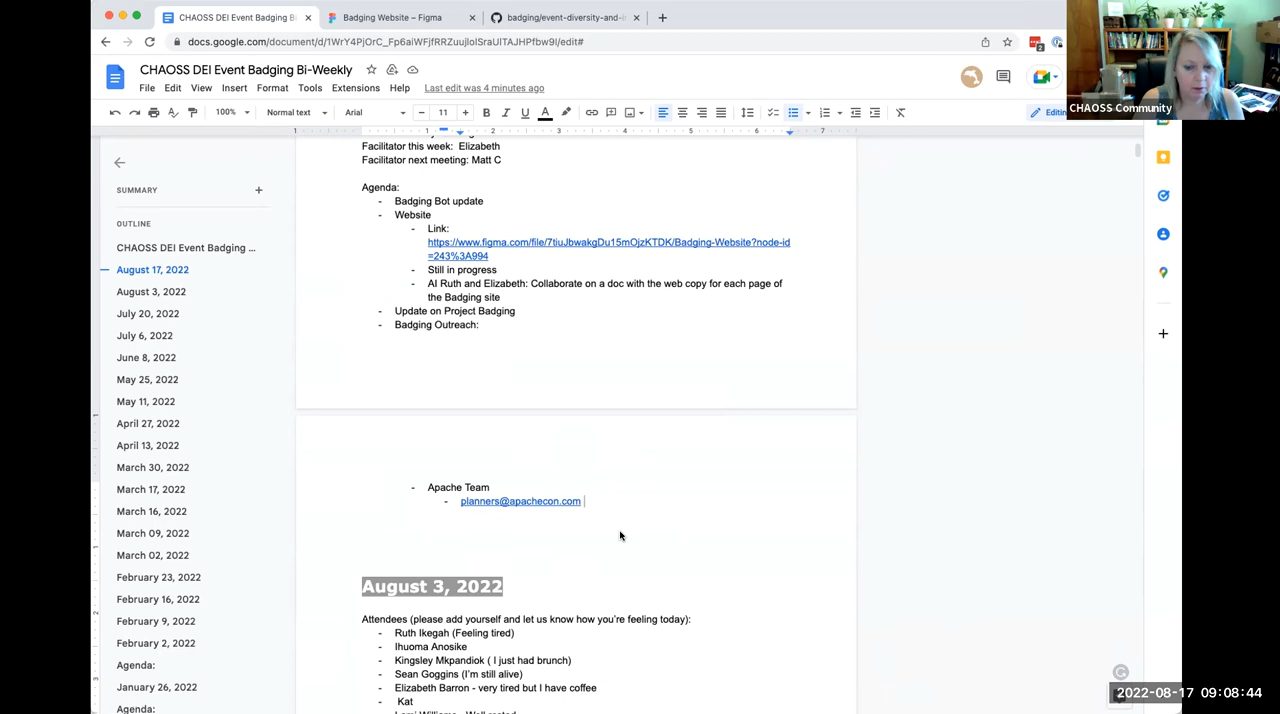 CHAOSS DEI Event Badging Bi
Badging Website – Figma
badging/event-diversity-and-i
docs.google.com/document/d/1WrY4PjOrC_Fp6aiWFjfRRZuujIoISraUlTAJHPfbw9I/edit#
CHAOSS DEI Event Badging Bi-Weekly
File Edit View Insert Format Tools Extensions Help Last edit was 4 minutes ago
100% Normal text Arial 11 Editin
CHAOSS Community
1 1 2 3 4 5 6 7
SUMMARY
OUTLINE
CHAOSS DEI Event Badging ...
August 17, 2022
August 3, 2022
July 20, 2022
July 6, 2022
June 8, 2022
May 25, 2022
May 11, 2022
April 27, 2022
April 13, 2022
March 30, 2022
March 17, 2022
March 16, 2022
March 09, 2022
March 02, 2022
February 23, 2022
February 16, 2022
February 9, 2022
February 2, 2022
Agenda:
January 26, 2022
Agenda:
Facilitator this week: Elizabeth
Facilitator next meeting: Matt C
Agenda:
- Badging Bot update
- Website
- Link:
https://www.figma.com/file/7tiuJbwakgDu15mOjzKTDK/Badging-Website?node-id
=243%3A994
- Still in progress
- AI Ruth and Elizabeth: Collaborate on a doc with the web copy for each page of
the Badging site
- Update on Project Badging
- Badging Outreach:
- Apache Team
- planners@apachecon.com
August 3, 2022
Attendees (please add yourself and let us know how you're feeling today):
- Ruth Ikegah (Feeling tired)
- Ihuoma Anosike
- Kingsley Mkpandiok ( I just had brunch)
- Sean Goggins (I'm still alive)
- Elizabeth Barron - very tired but I have coffee
- Kat
2022-08-17 09:08:44